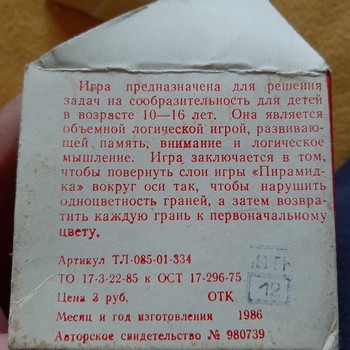 Игра предназначена для решения
задач на сообразительность для детей
в возрасте 10—16 лет. Она является
объемной логической игрой, развиваю-
щей память, внимание и логическое
мышление. Игра заключается в том,
чтобы повернуть слои игры «Пирамид-
ка» вокруг оси так, чтобы нарушить
одноцветность граней, а затем возвра-
тить каждую грань к первоначальному
цвету.
Артикул ТЛ-085-01-334
ТО 17-3-22-85 к ОСТ 17-296-75
Цена 3 руб. ОТК
ОТК
12
Месяц и год изготовления 1986
Авторское свидетельство № 980739